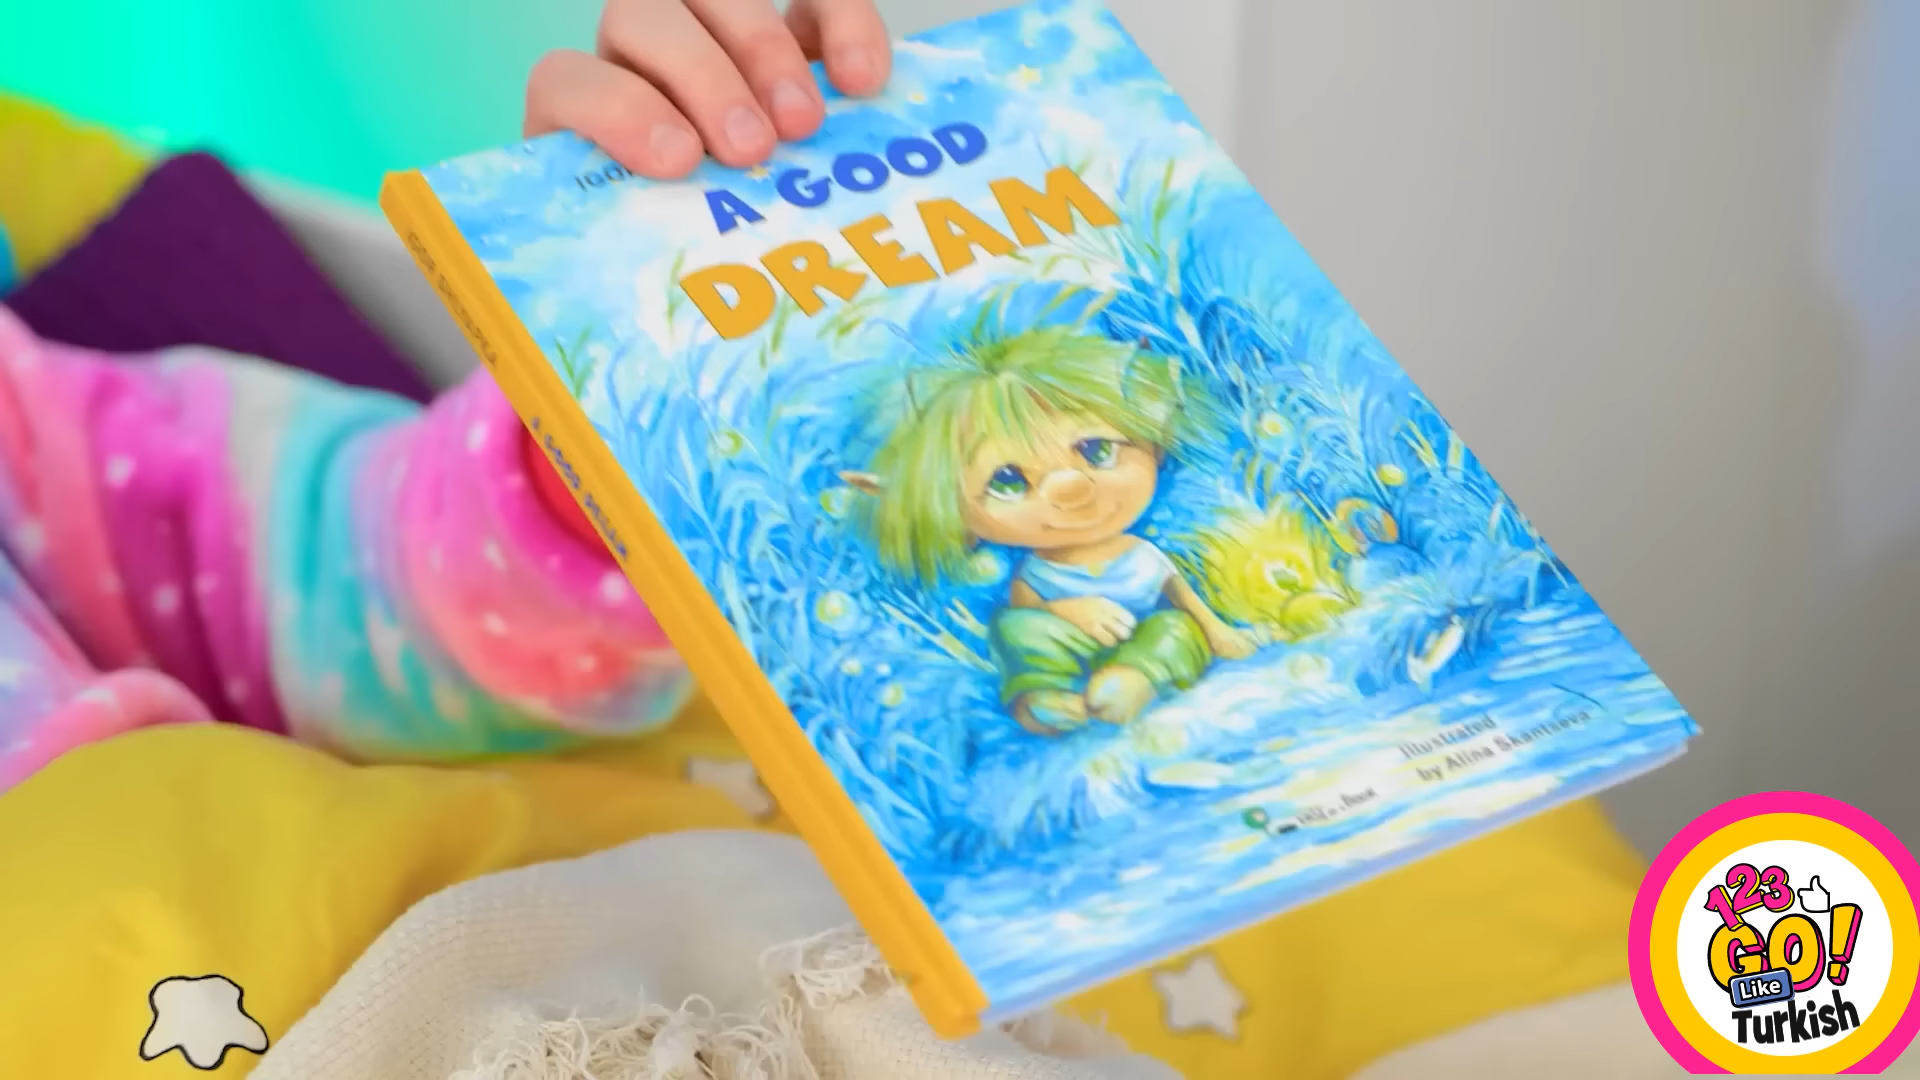 A GOOD
DREAM
Illustrated
by Alina Skantseva
123
GO!
Like
Turkish